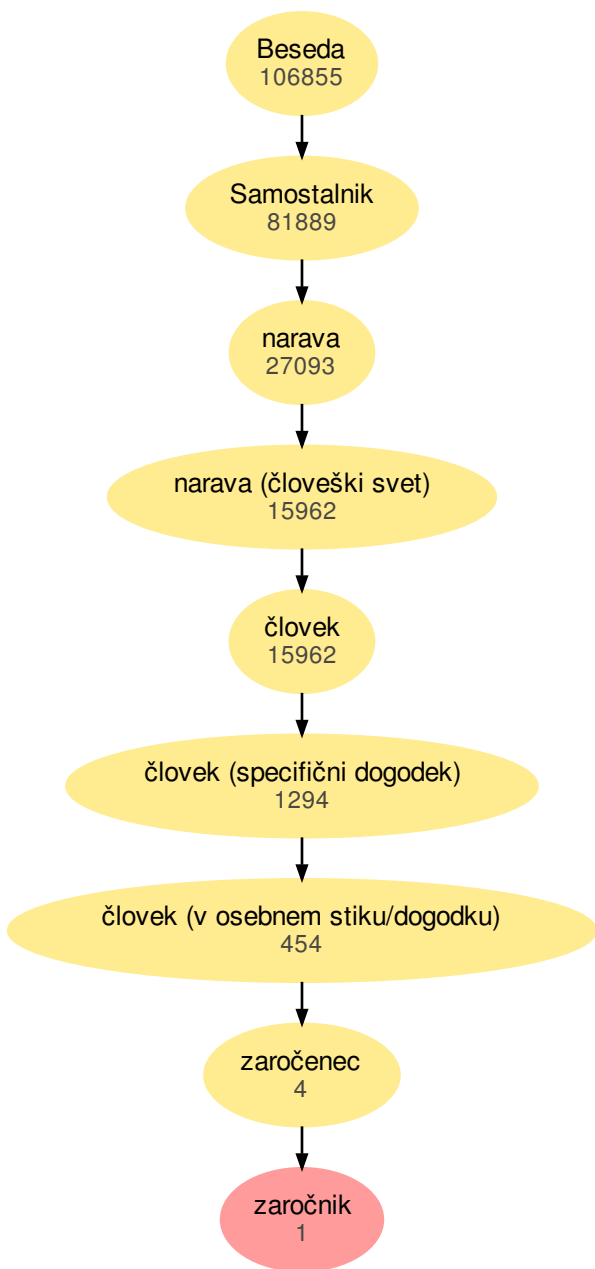 Beseda
106855
Samostalnik
81889
narava
27093
narava (človeški svet)
15962
človek
15962
človek (specifični dogodek)
1294
človek (v osebnem stiku/dogodku)
454
zaročenec
4
zaročnik
1